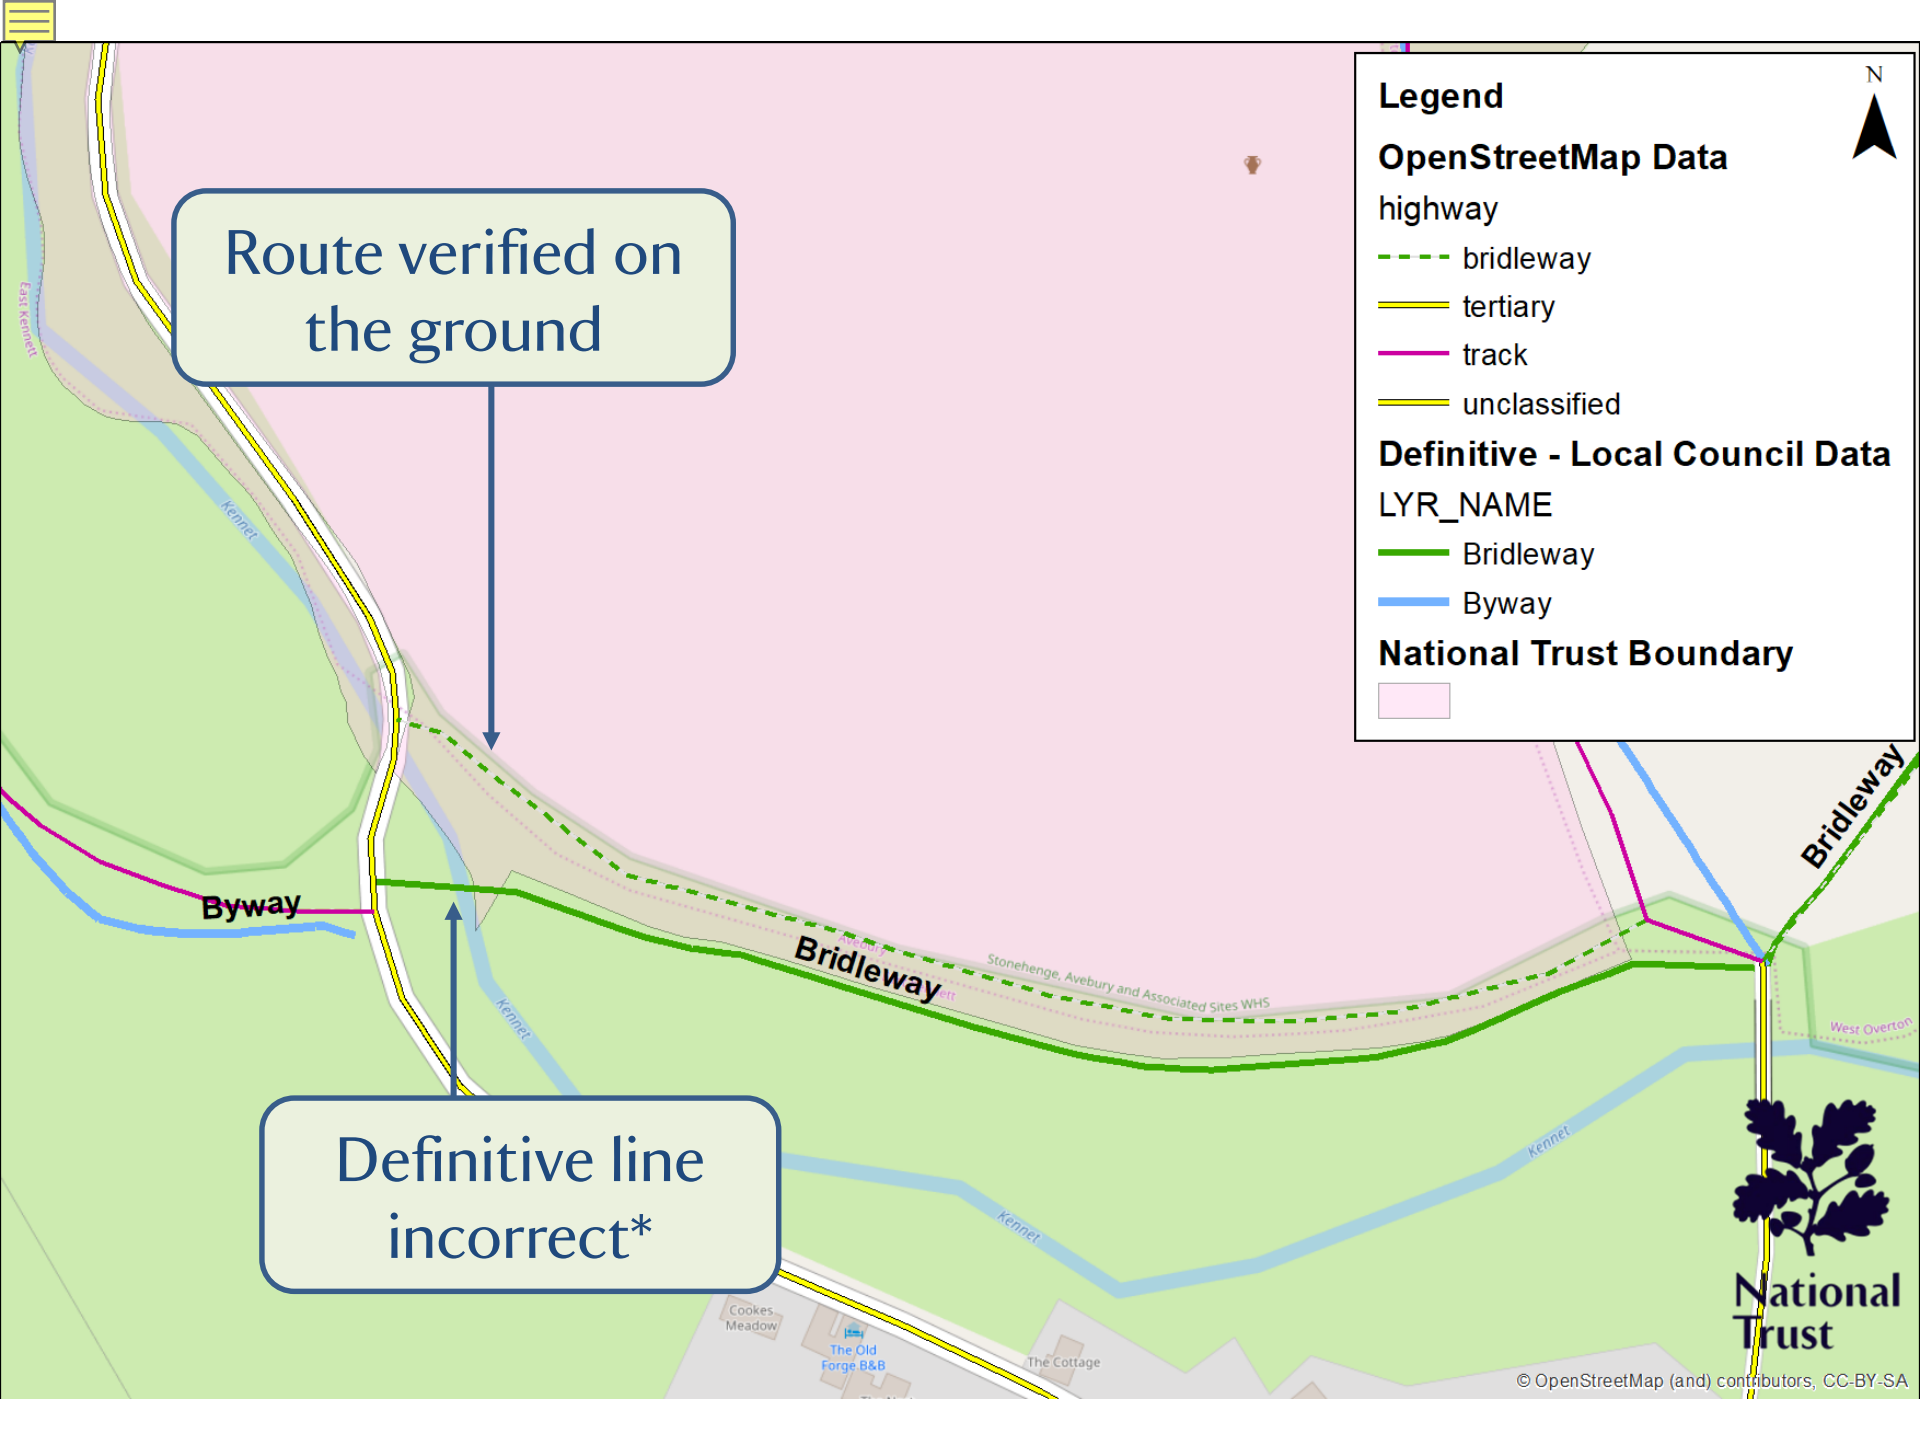 Legend
N
OpenStreetMap Data
highway
bridleway
tertiary
track
unclassified
Definitive - Local Council Data
LYR_NAME
Bridleway
Byway
National Trust Boundary
Route verified on
the ground
East Kennett
Kennet
Bridleway
Byway
Avebury
Bridleway
Stonehenge, Avebury and Associated Sites WHS
West Overton
Kennet
Definitive line
incorrect*
Kennet
Kennet
Cookes
Meadow
The Old
Forge B&B
The Cottage
National
Trust
© OpenStreetMap (and) contributors, CC-BY-SA